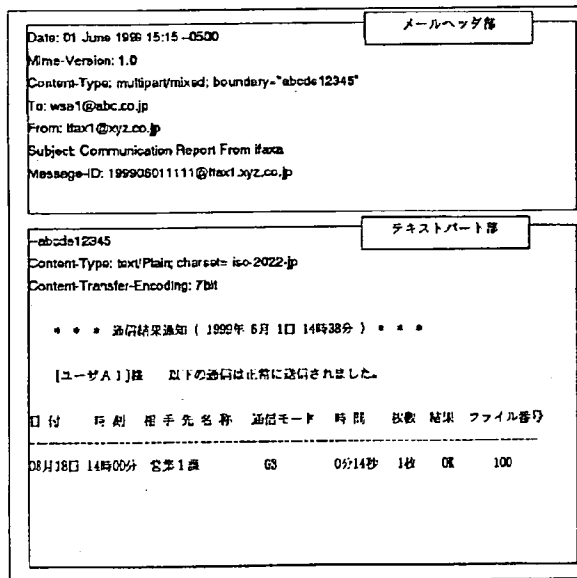 メールヘッダ部
Date: 01 June 1999 15:15 -0500
Mime-Version: 1.0
Content-Type: multipart/mixed; boundary="abcde12345"
To: wsa1@abc.co.jp
From: ifax1@xyz.co.jp
Subject: Communication Report From ifaxa
Message-ID: 199906011111@ifax1.xyz.co.jp
テキストパート部
--abcde12345
Content-Type: text/Plain; charset= iso-2022-jp
Content-Transfer-Encoding: 7bit
* * * 通信結果通知 ( 1999年 6月 1日 14時38分 ) * * *
[ユーザA1]様 以下の通信は正常に送信されました。
日付 時刻 相手先名称 通信モード 時間 枚数 結果 ファイル番号
08月18日 14時00分 営業1課 G3 0分14秒 1枚 OK 100